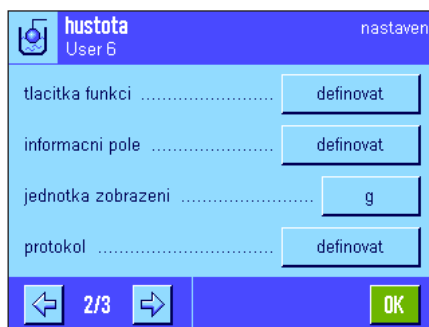 hustota nastaven
User 6
tlacitka funkci ........................ definovat
informacni pole ...................... definovat
jednotka zobrazeni ........................ g
protokol ................................ definovat
2/3 OK